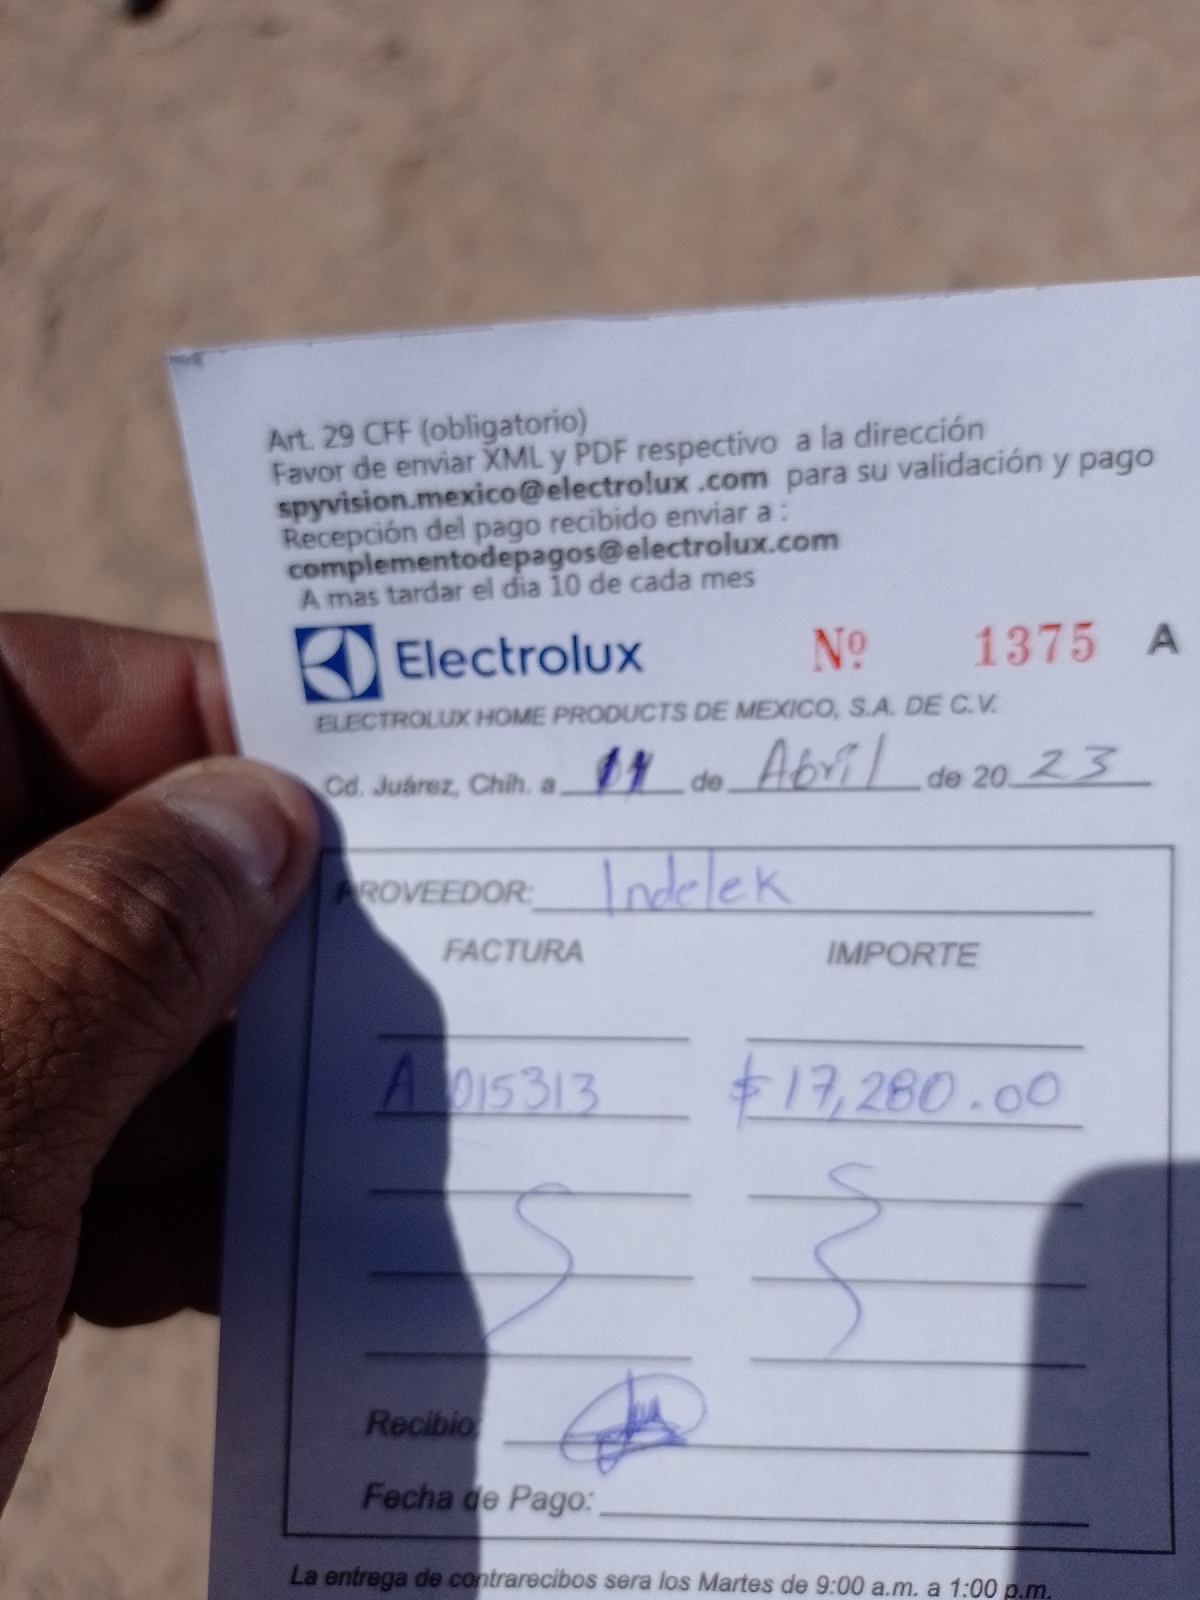 Art. 29 CFF (obligatorio)
Favor de enviar XML y PDF respectivo a la dirección
spyvision.mexico@electrolux .com para su validación y pago
Recepción del pago recibido enviar a :
complementodepagos@electrolux.com
A mas tardar el dia 10 de cada mes
Electrolux Nº 1375 A
ELECTROLUX HOME PRODUCTS DE MEXICO, S.A. DE C.V.
Cd. Juárez, Chih. a 11 de Abril de 20 23
PROVEEDOR: Indelek
FACTURA IMPORTE
A 015313 $17,280.00
Recibio:
Fecha de Pago:
La entrega de contrarecibos sera los Martes de 9:00 a.m. a 1:00 p.m.